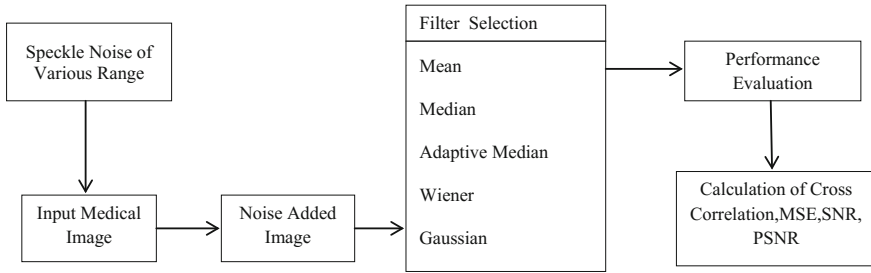 Speckle Noise of
Various Range
Input Medical
Image
Noise Added
Image
Filter Selection
Mean
Median
Adaptive Median
Wiener
Gaussian
Performance
Evaluation
Calculation of Cross
Correlation,MSE,SNR,
PSNR